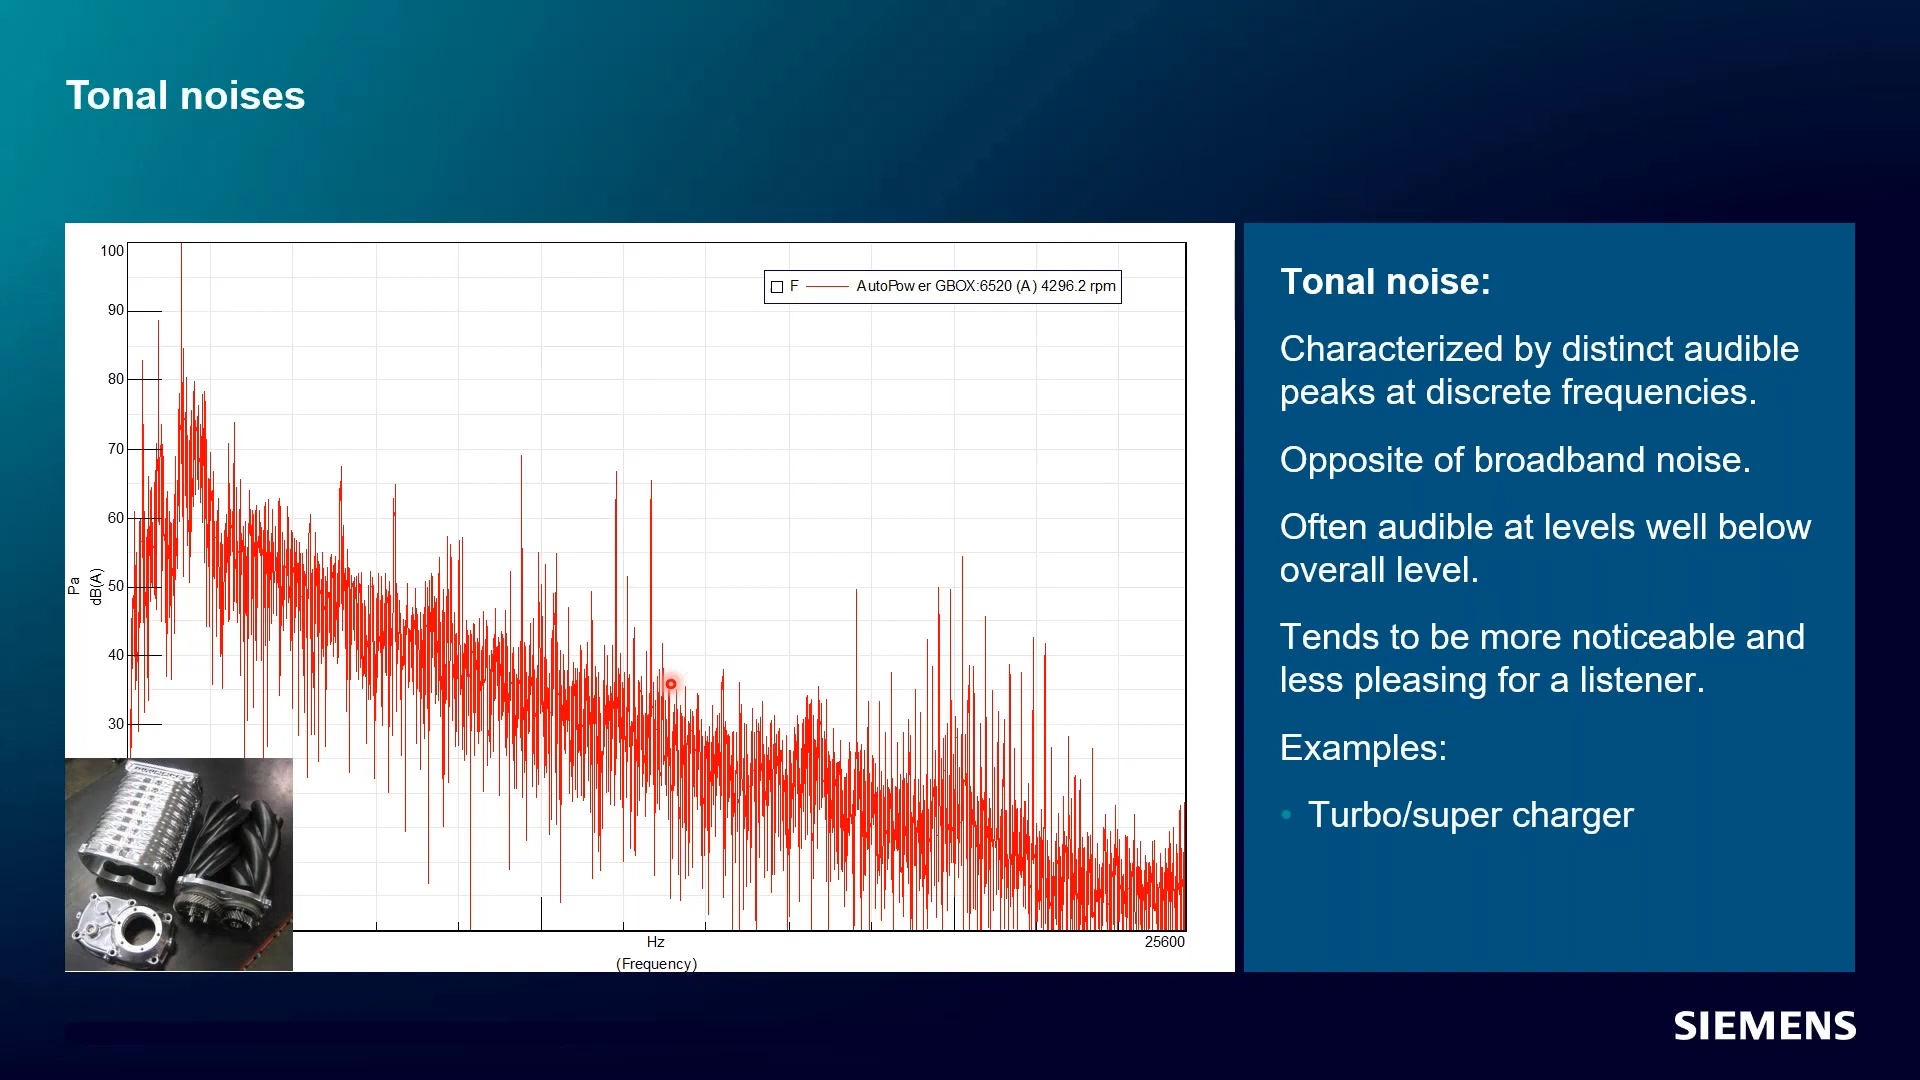 Tonal noises
100
90
80
70
60
50
40
30
Pa
dB(A)
F AutoPower GBOX:6520 (A) 4296.2 rpm
Hz
25600
(Frequency)
Tonal noise:
Characterized by distinct audible
peaks at discrete frequencies.
Opposite of broadband noise.
Often audible at levels well below
overall level.
Tends to be more noticeable and
less pleasing for a listener.
Examples:
• Turbo/super charger
SIEMENS